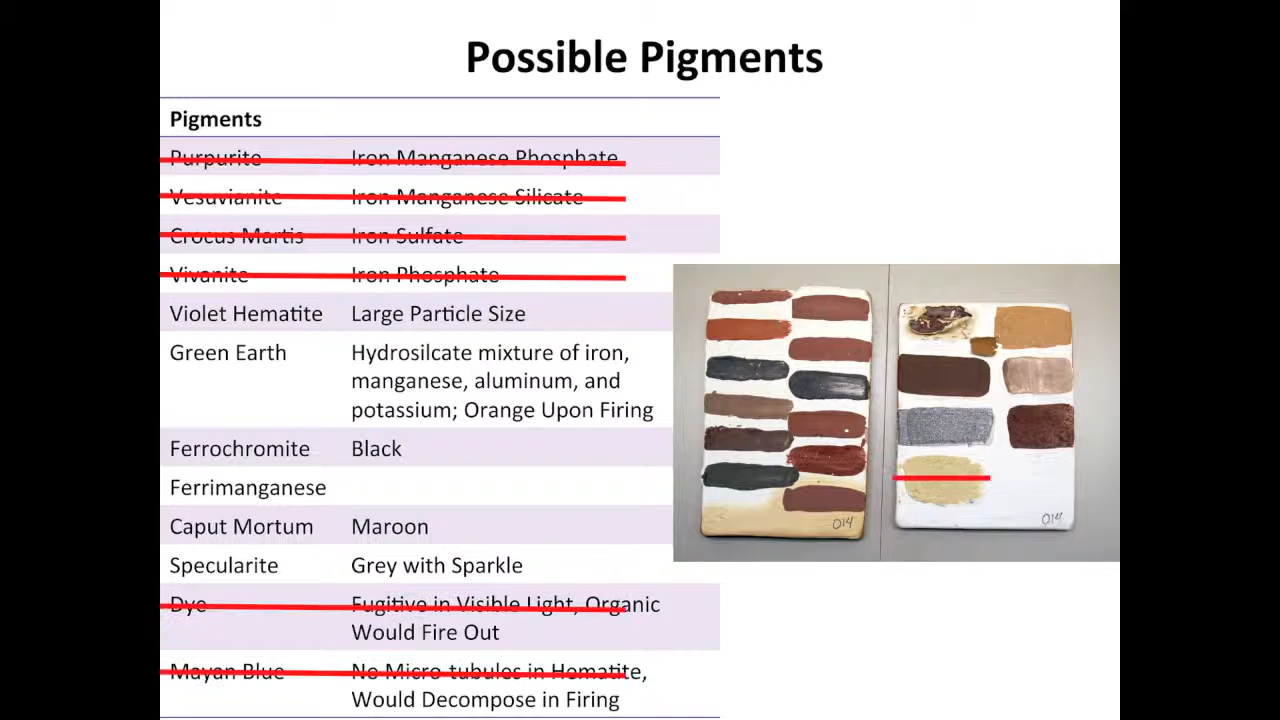 Possible Pigments
Pigments
Purpurite Iron Manganese Phosphate
Vesuvianite Iron Manganese Silicate
Crocus Martis Iron Sulfate
Vivanite Iron Phosphate
Violet Hematite Large Particle Size
Green Earth Hydrosilcate mixture of iron,
manganese, aluminum, and
potassium; Orange Upon Firing
Ferrochromite Black
Ferrimanganese
Caput Mortum Maroon
Specularite Grey with Sparkle
Dye Fugitive in Visible Light, Organic
Would Fire Out
Mayan Blue No Micro-tubules in Hematite,
Would Decompose in Firing
014
014